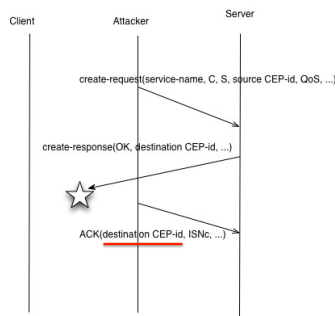 Client Attacker Server
create-request(service-name, C, S, source CEP-id, QoS, ...)
create-response(OK, destination CEP-id, ...)
ACK(destination CEP-id, ISNc, ...)